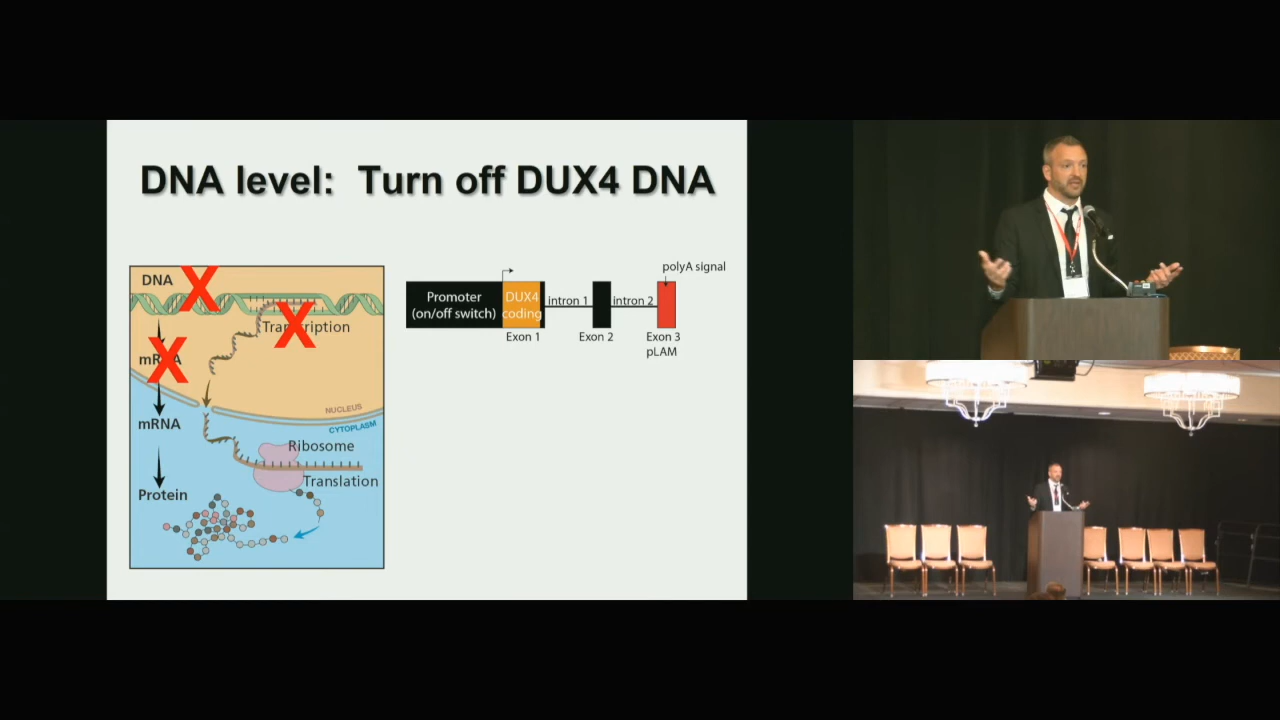 DNA level: Turn off DUX4 DNA
DNA
Transcription
mRNA
NUCLEUS
CYTOPLASM
mRNA
Ribosome
Translation
Protein
polyA signal
Promoter
(on/off switch)
DUX4
coding
intron 1
intron 2
Exon 1
Exon 2
Exon 3
pLAM
X
X
X